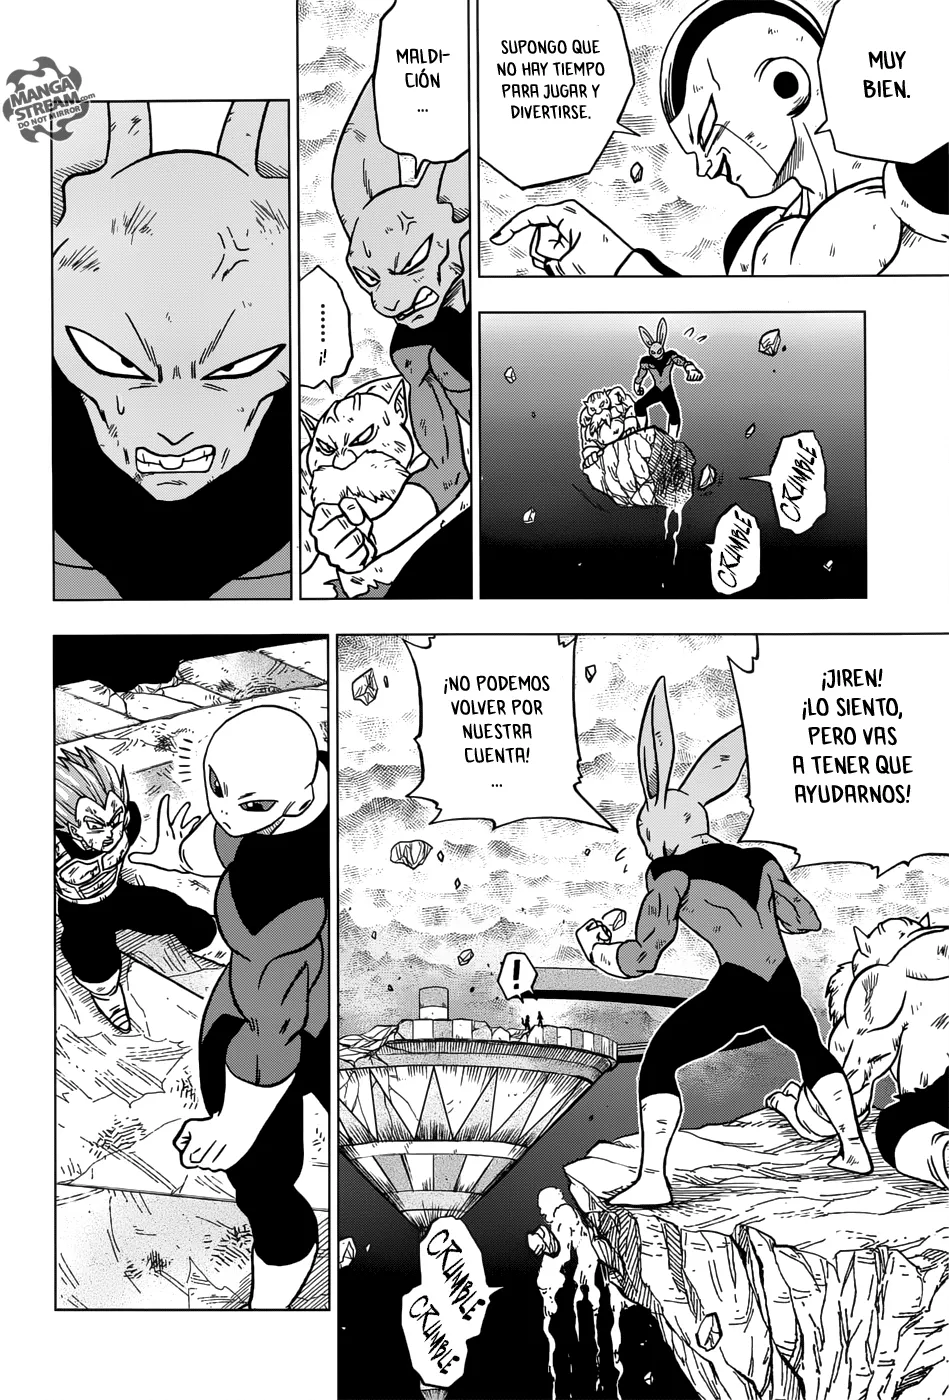 MANGA
STREAM.com
DO NOT MIRROR
MUY
BIEN.
SUPONGO QUE
NO HAY TIEMPO
PARA JUGAR Y
DIVERTIRSE.
CRUMBLE
CRUMBLE
MALDI-
CIÓN
...
......
¡!
¡JIREN!
¡LO SIENTO,
PERO VAS
A TENER QUE
AYUDARNOS!
¡NO PODEMOS
VOLVER POR
NUESTRA
CUENTA!
...
!
CRUMBLE
CRUMBLE